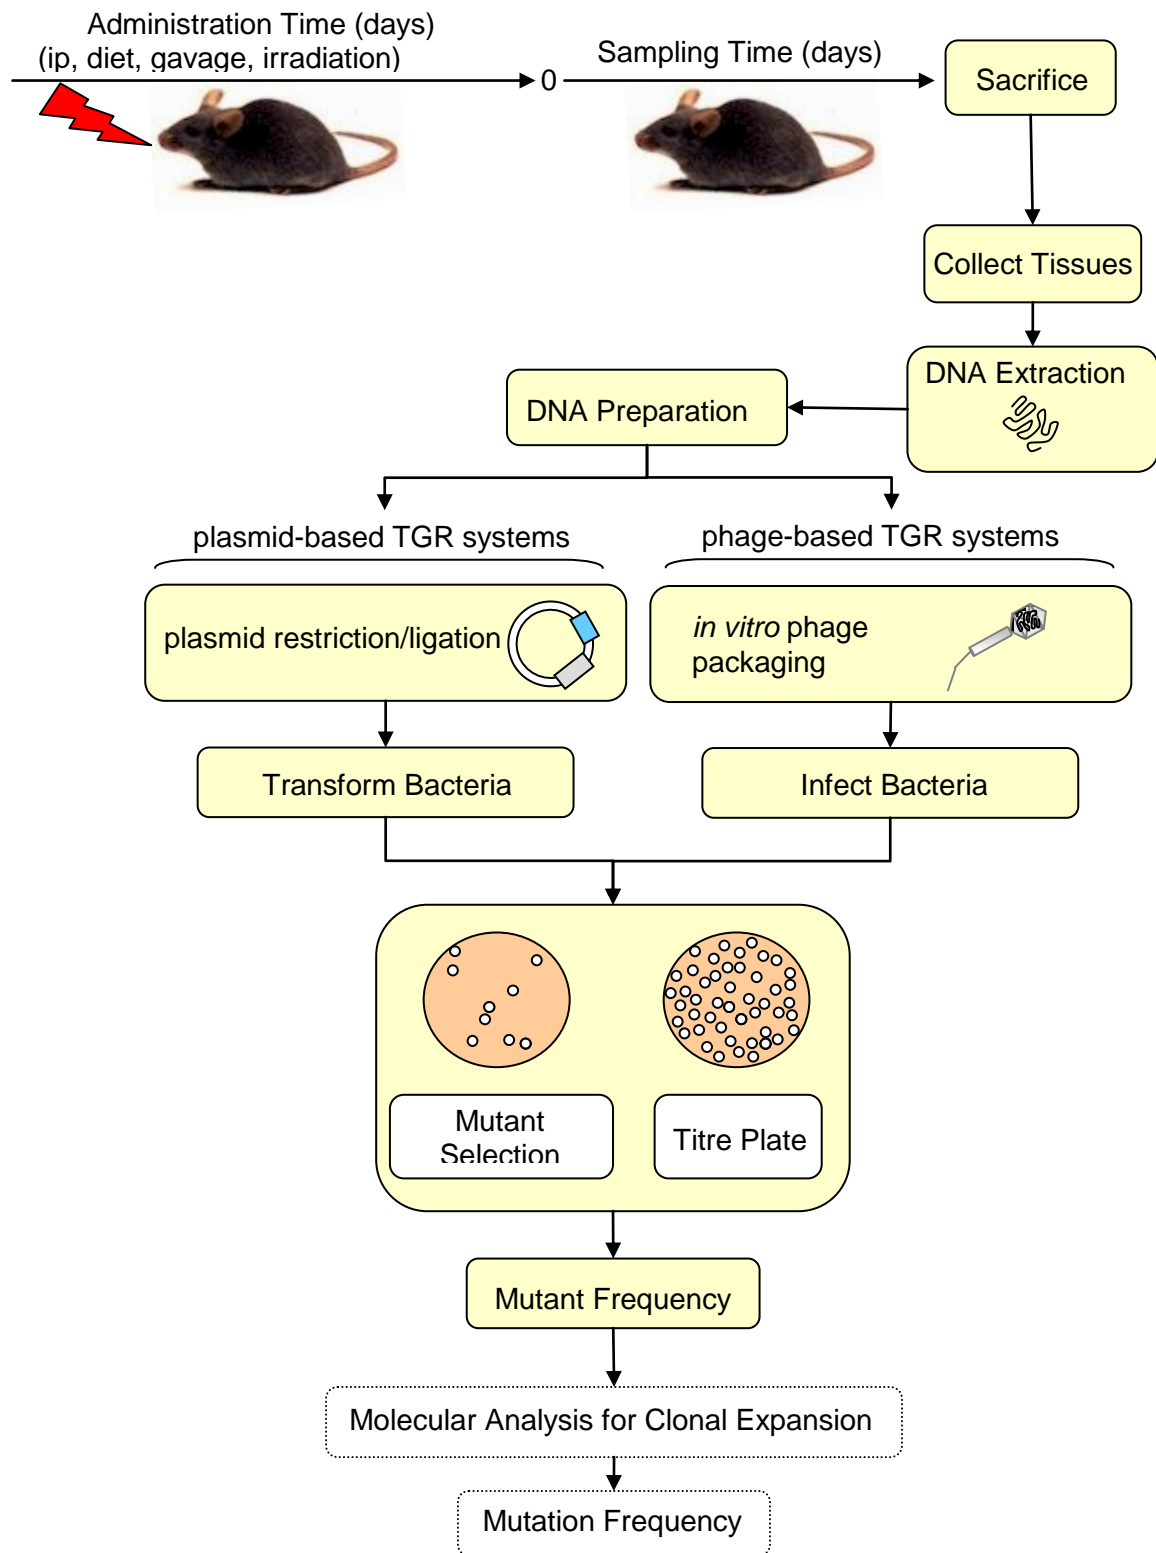 Administration Time (days)
(ip, diet, gavage, irradiation)
0
Sampling Time (days)
Sacrifice
Collect Tissues
DNA Extraction
DNA Preparation
plasmid-based TGR systems
phage-based TGR systems
plasmid restriction/ligation
in vitro phage
packaging
Transform Bacteria
Infect Bacteria
Mutant
Selection
Titre Plate
Mutant Frequency
Molecular Analysis for Clonal Expansion
Mutation Frequency